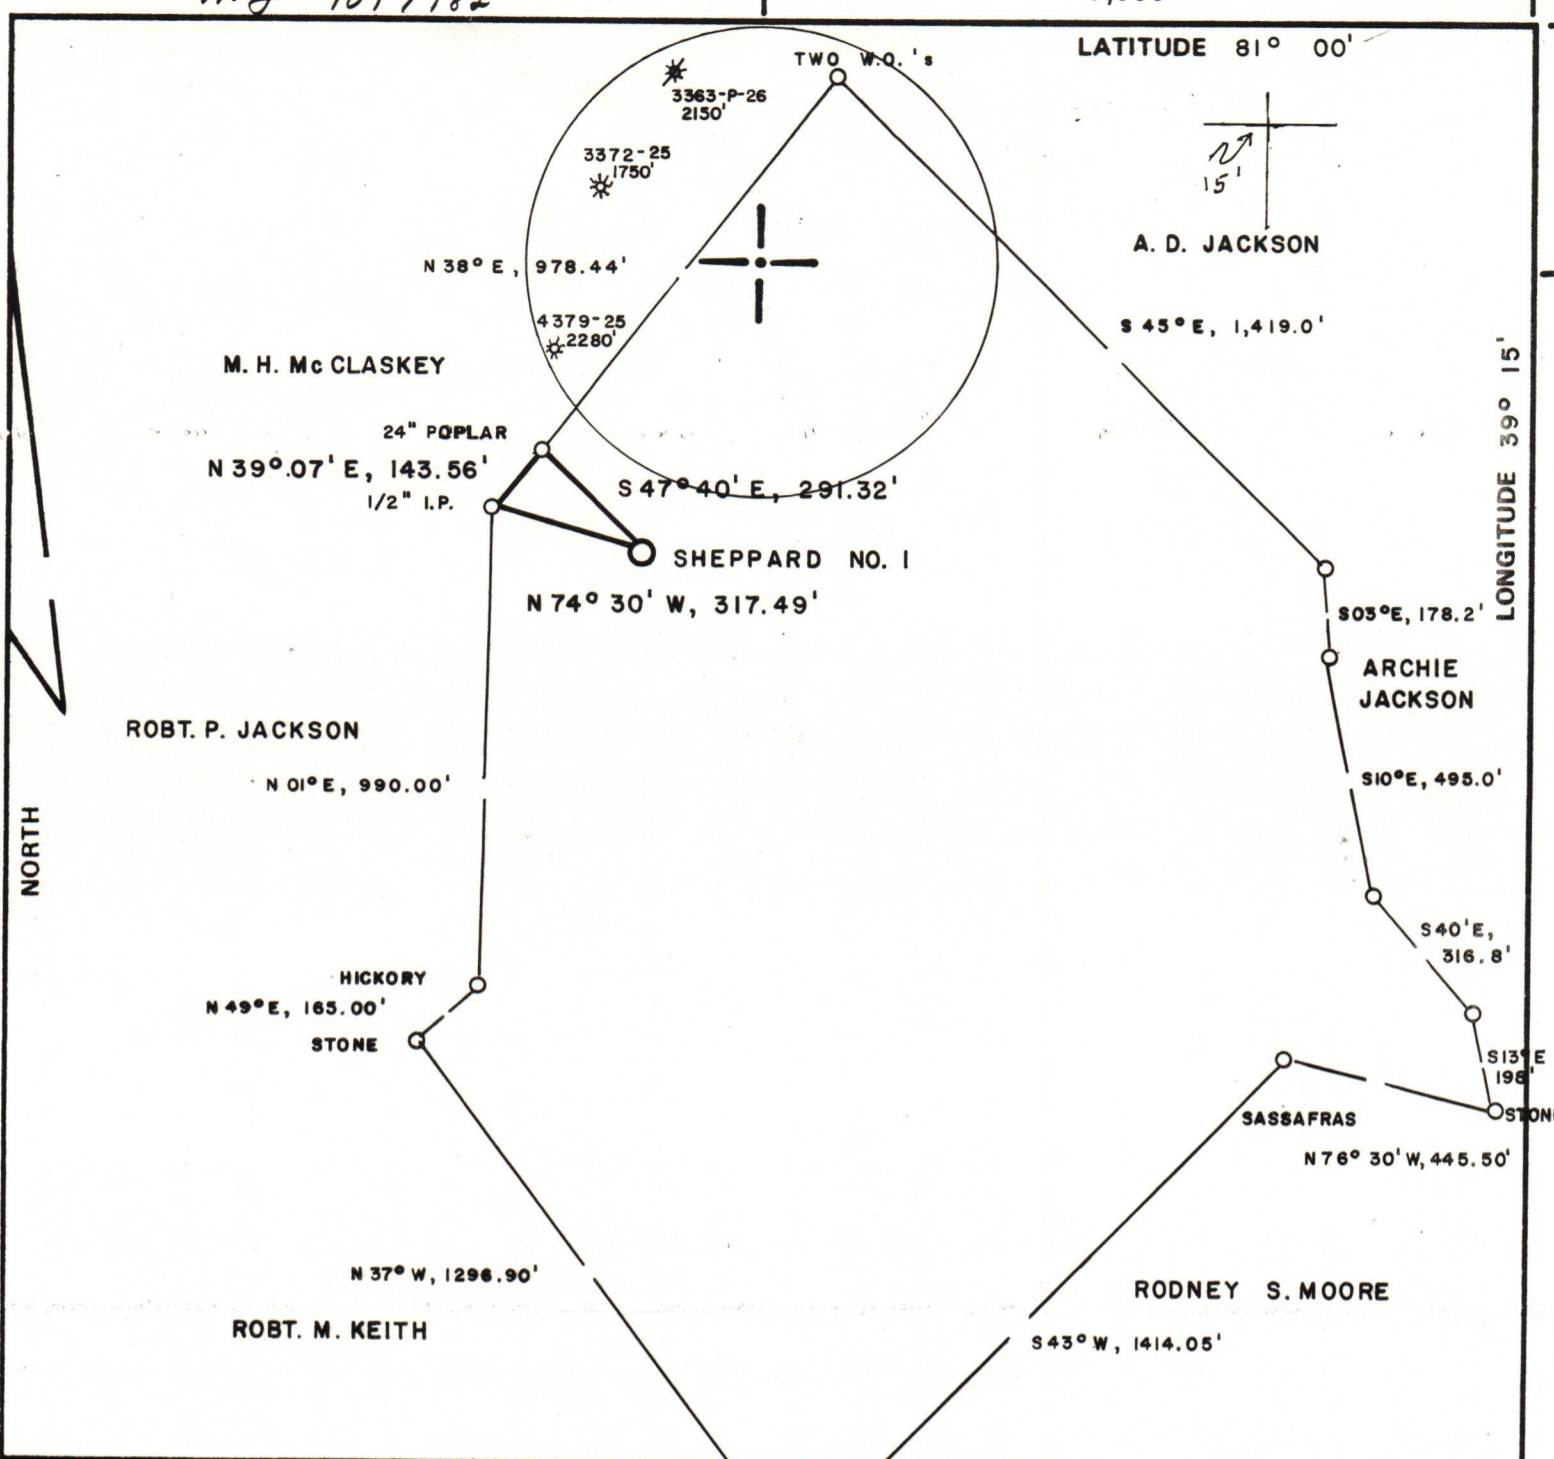 LATITUDE 81° 00'
TWO W.O.'s
3363-P-26
2150'
3372-25
1750'
15'
A. D. JACKSON
N 38° E, 978.44'
4379-25
2280'
S 45° E, 1,419.0'
M. H. Mc CLASKEY
LONGITUDE 39° 15'
24" POPLAR
N 39°.07' E, 143.56'
1/2" I.P.
S 47° 40' E, 291.32'
SHEPPARD NO. 1
N 74° 30' W, 317.49'
S03°E, 178.2'
ARCHIE
JACKSON
ROBT. P. JACKSON
N 01° E, 990.00'
S10°E, 495.0'
NORTH
S40'E,
316.8'
HICKORY
N 49° E, 165.00'
STONE
S13°E
198'
SASSAFRAS
STON
N 76° 30' W, 445.50'
N 37° W, 1296.90'
RODNEY S. MOORE
ROBT. M. KEITH
S 43° W, 1414.05'